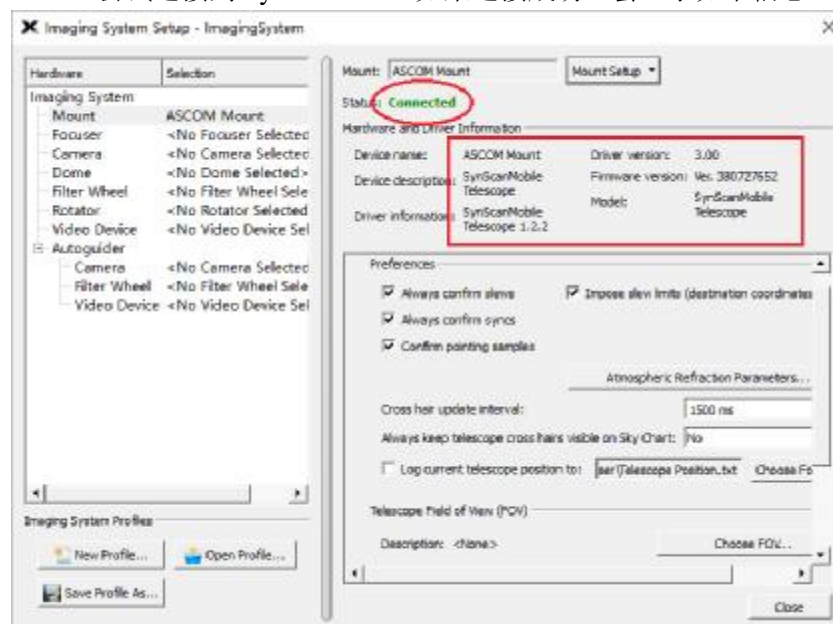 Imaging System Setup - ImagingSystem
Hardware Selection
Imaging System
Mount ASCOM Mount
Focuser <No Focuser Selected
Camera <No Camera Selected
Dome <No Dome Selected>
Filter Wheel <No Filter Wheel Sele
Rotator <No Rotator Selected
Video Device <No Video Device Sel
Autoguider
Camera <No Camera Selected
Filter Wheel <No Filter Wheel Sele
Video Device <No Video Device Sel
Imaging System Profiles
New Profile... Open Profile...
Save Profile As...
Mount: ASCOM Mount Mount Setup
Status: Connected
Hardware and Driver Information
Device name: ASCOM Mount Driver version: 3.00
Device description: SynScanMobile Telescope Firmware version: Ver. 380727652
Driver information: SynScanMobile Telescope 1.2.2 Model: SynScanMobile Telescope
Preferences
Always confirm slews Impose slew limits (destination coordinates
Always confirm syncs
Confirm pointing samples
Atmospheric Refraction Parameters...
Cross hair update interval: 1500 ms
Always keep telescope cross hairs visible on Sky Chart: No
Log current telescope position to: ser\Telescope Position.txt Choose Fo
Telescope Field of View (FOV)
Description: <None> Choose FOV...
Close